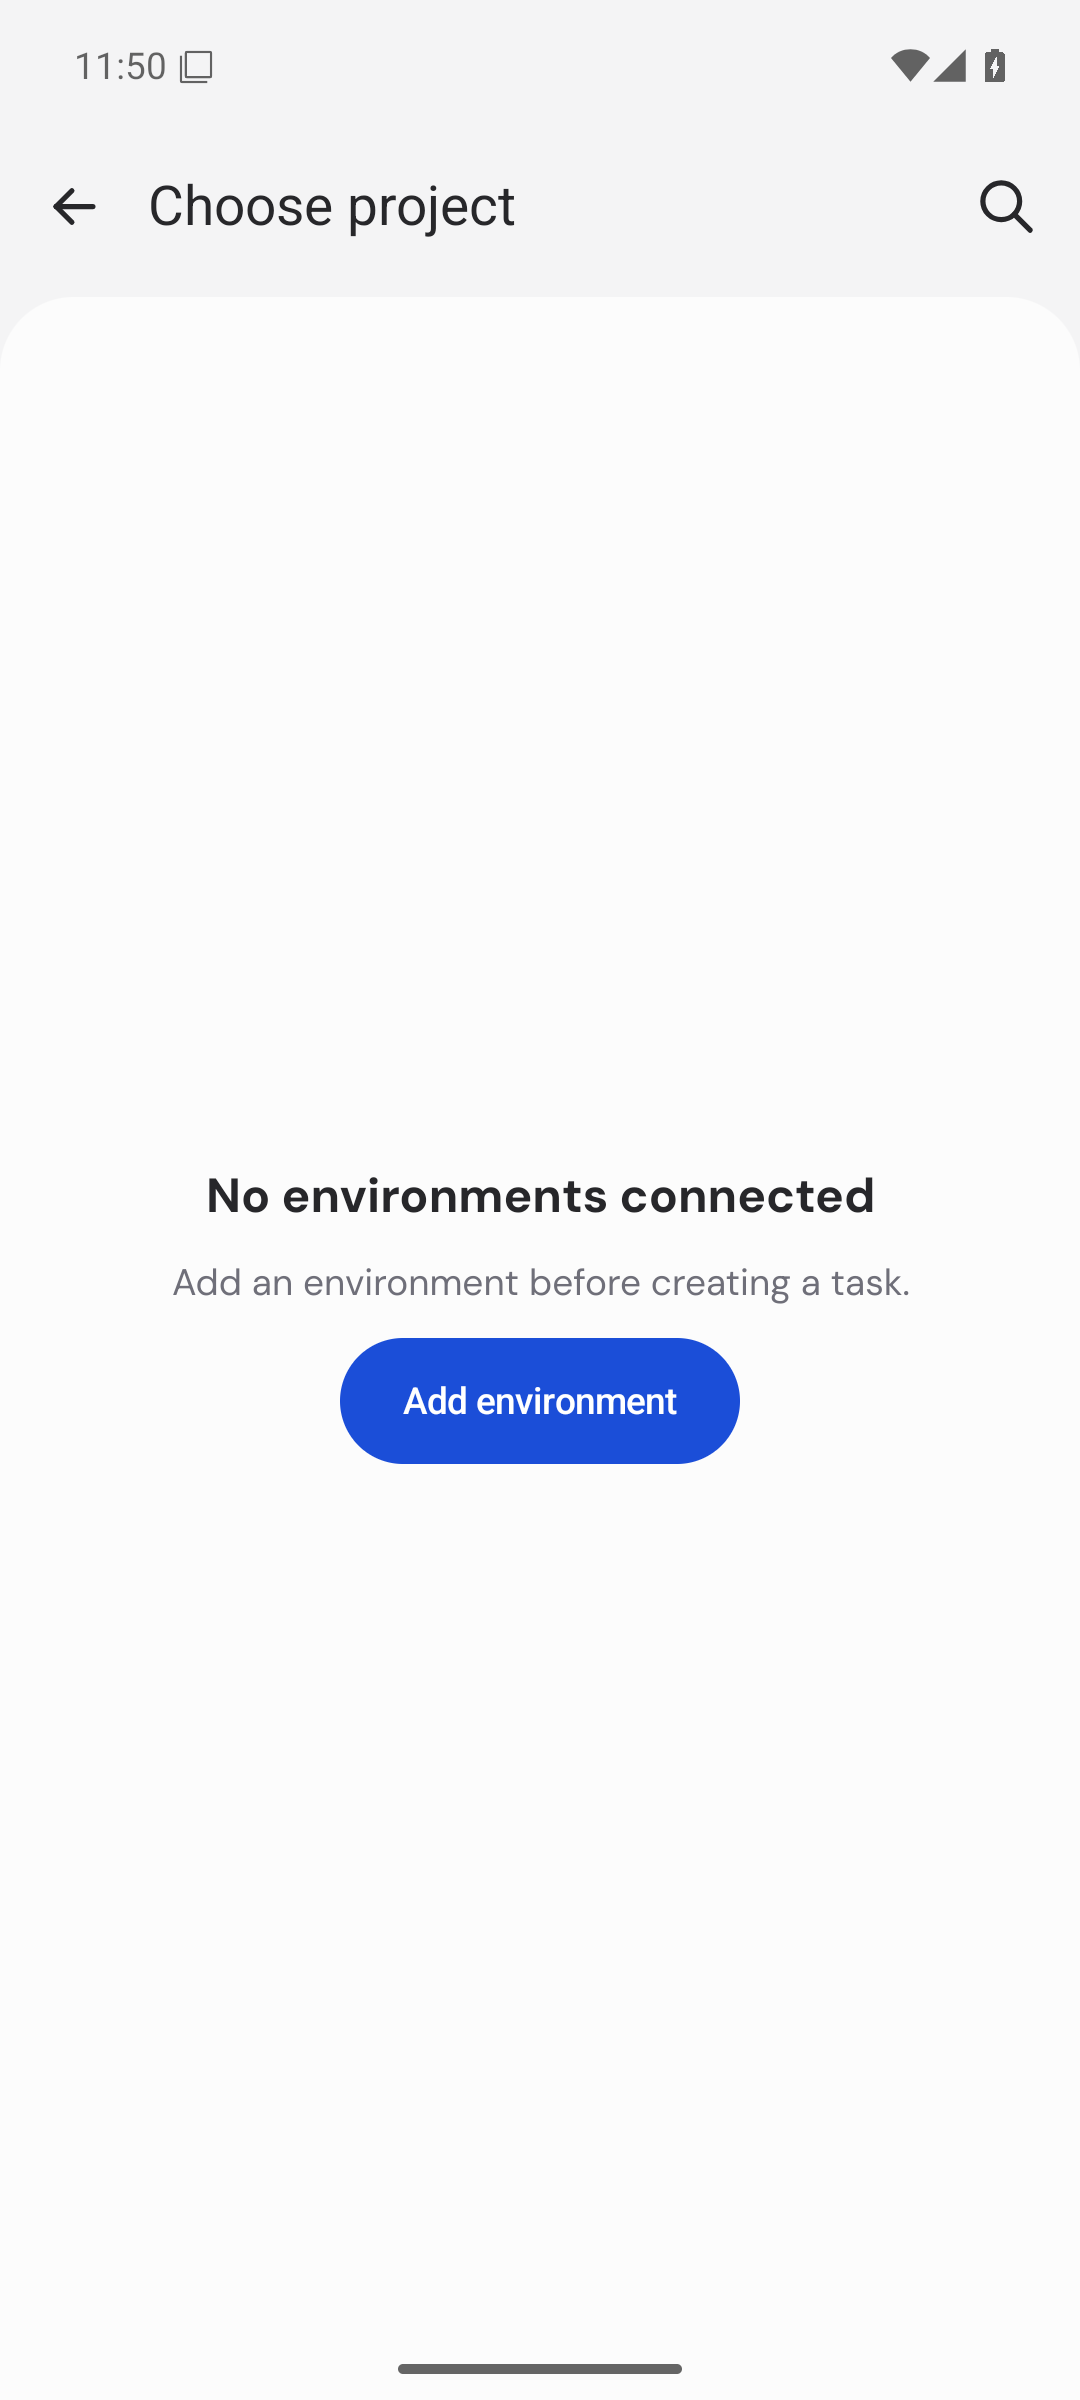 11:50
Choose project
No environments connected
Add an environment before creating a task.
Add environment